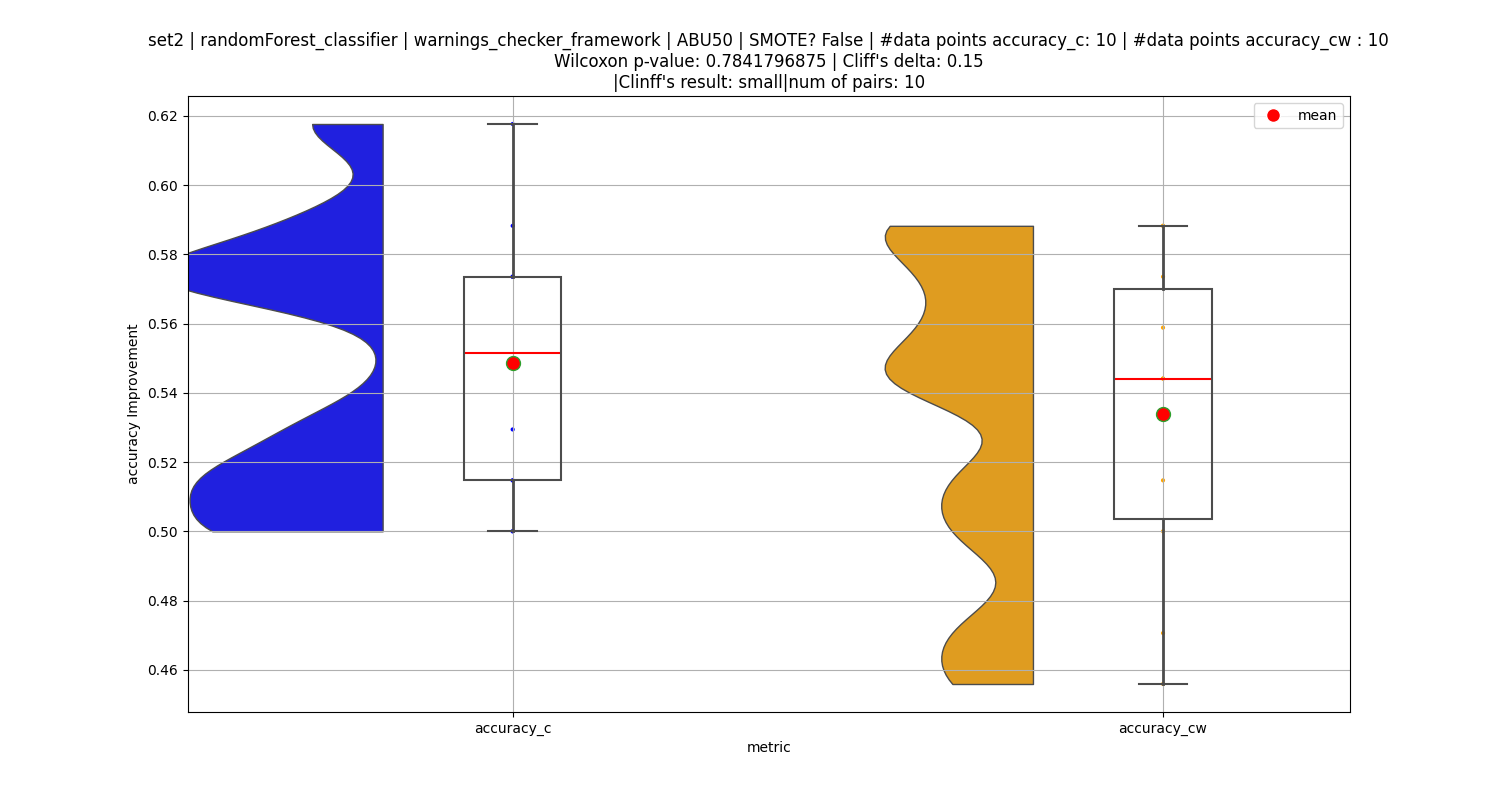 set2 | randomForest_classifier | warnings_checker_framework | ABU50 | SMOTE? False | #data points accuracy_c: 10 | #data points accuracy_cw : 10
Wilcoxon p-value: 0.7841796875 | Cliff's delta: 0.15
|Clinff's result: small|num of pairs: 10
mean
0.62
0.60
0.58
0.56
0.54
0.52
0.50
0.48
0.46
accuracy Improvement
accuracy_c
accuracy_cw
metric